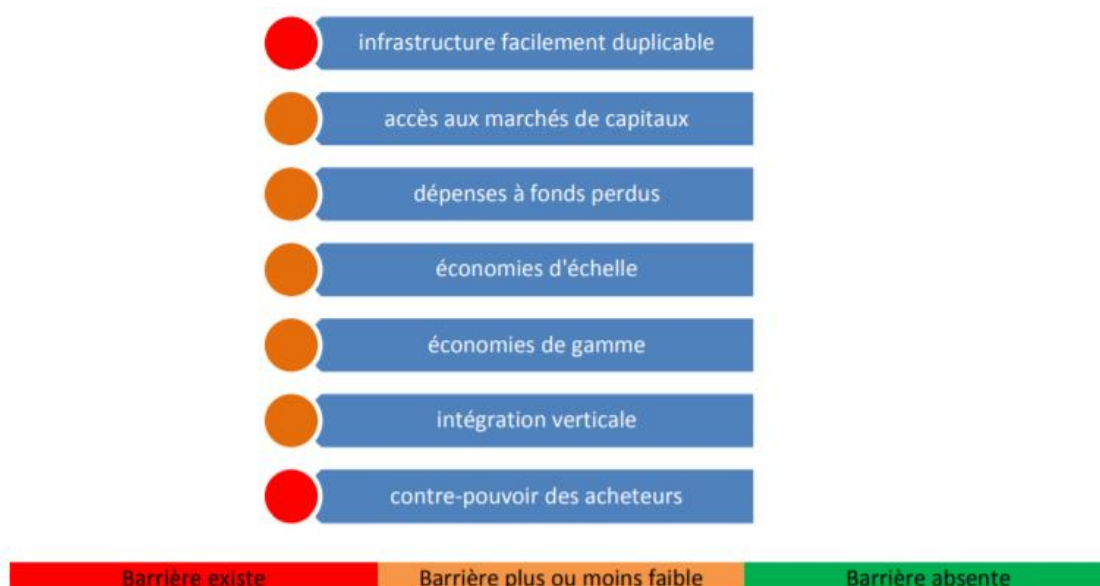 infrastructure facilement duplicable
accès aux marchés de capitaux
dépenses à fonds perdus
économies d'échelle
économies de gamme
intégration verticale
contre-pouvoir des acheteurs
Barrière existe Barrière plus ou moins faible Barrière absente